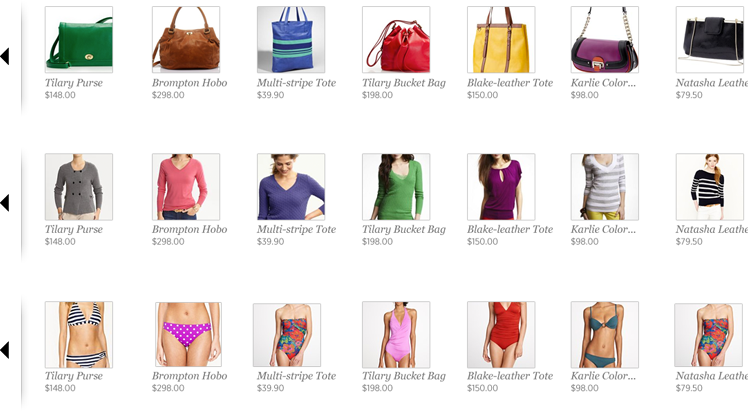 Tilary Purse
$148.00
Brompton Hobo
$298.00
Multi-stripe Tote
$39.90
Tilary Bucket Bag
$198.00
Blake-leather Tote
$150.00
Karlie Color...
$98.00
Natasha Leathe
$79.50
Tilary Purse
$148.00
Brompton Hobo
$298.00
Multi-stripe Tote
$39.90
Tilary Bucket Bag
$198.00
Blake-leather Tote
$150.00
Karlie Color...
$98.00
Natasha Leathe
$79.50
Tilary Purse
$148.00
Brompton Hobo
$298.00
Multi-stripe Tote
$39.90
Tilary Bucket Bag
$198.00
Blake-leather Tote
$150.00
Karlie Color...
$98.00
Natasha Leathe
$79.50